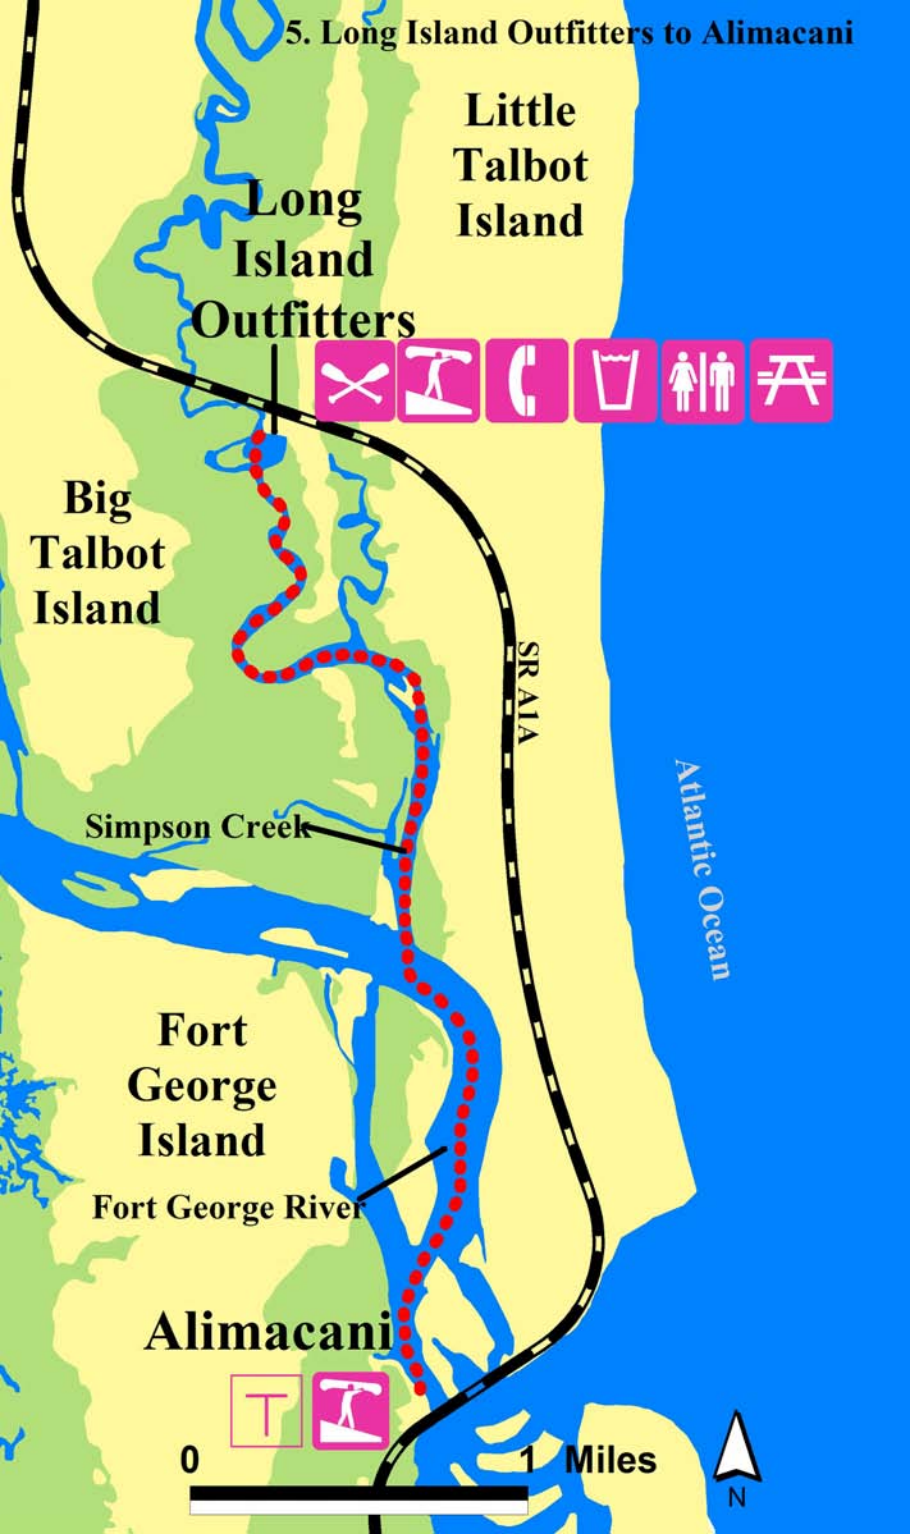 5. Long Island Outfitters to Alimacani
Little
Talbot
Island
Long
Island
Outfitters
Big
Talbot
Island
SR A1A
Atlantic Ocean
Simpson Creek
Fort
George
Island
Fort George River
Alimacani
T
0 1 Miles
N